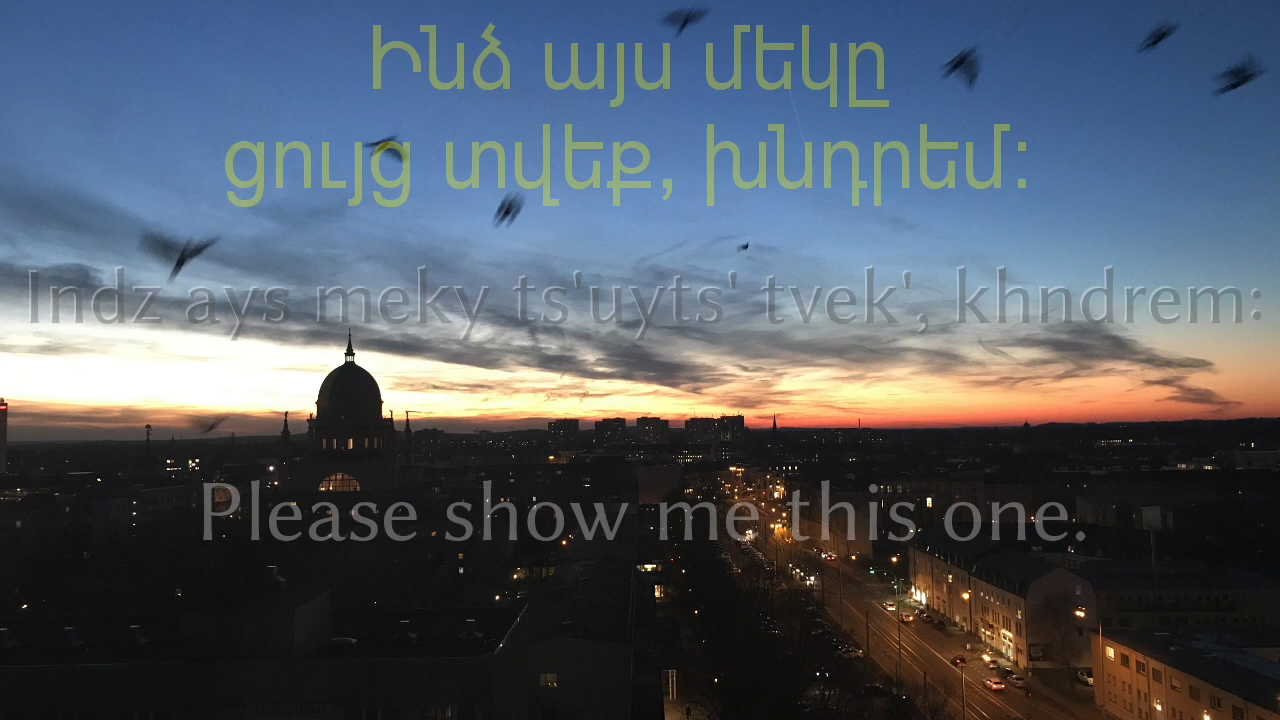 Ինձ այս մեկը
ցույց տվեք, խնդրեմ:
Indz ays meky ts'uyts' tvek', khndrem:
Please show me this one.